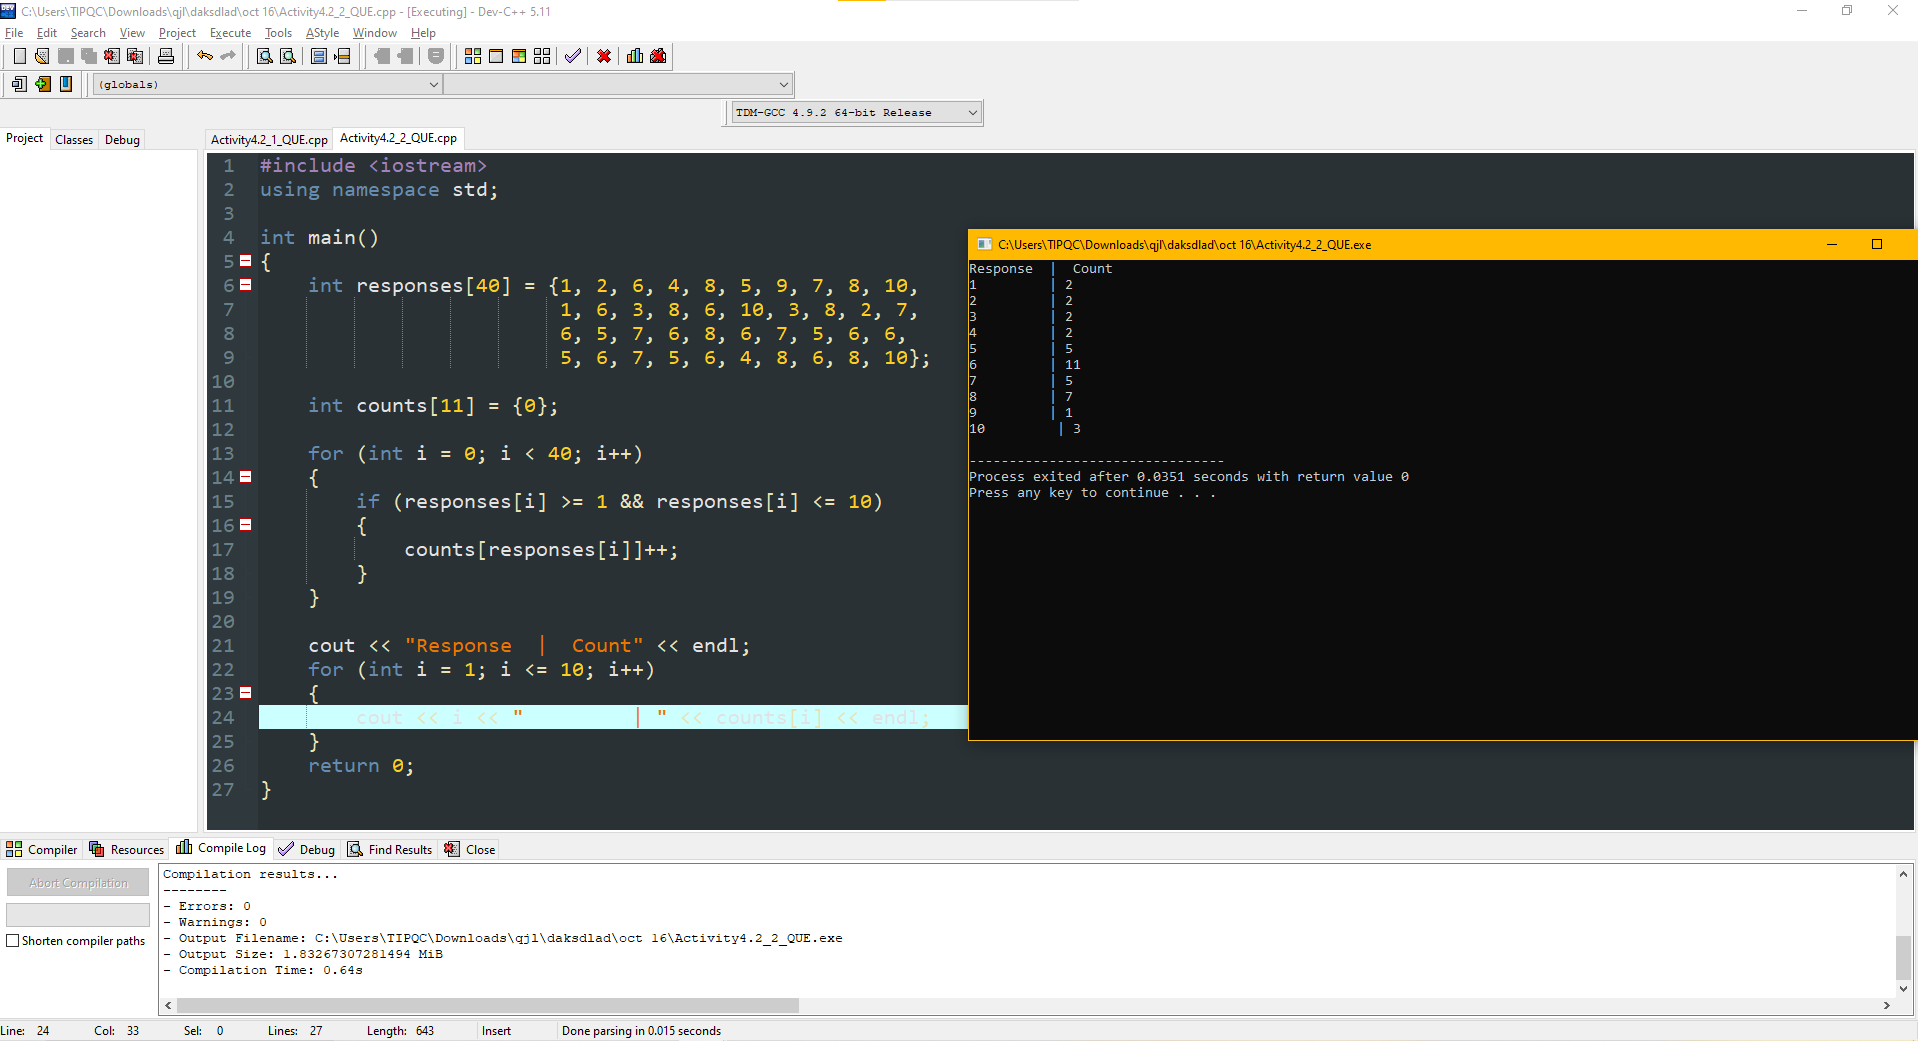 C:\Users\TIPQC\Downloads\qjl\daksdlad\oct 16\Activity4.2_2_QUE.cpp - [Executing] - Dev-C++ 5.11
File Edit Search View Project Execute Tools AStyle Window Help
(globals)
TDM-GCC 4.9.2 64-bit Release
Project Classes Debug
Activity4.2_1_QUE.cpp Activity4.2_2_QUE.cpp
1 #include <iostream>
2 using namespace std;
3
4 int main()
5 {
6 int responses[40] = {1, 2, 6, 4, 8, 5, 9, 7, 8, 10,
7 1, 6, 3, 8, 6, 10, 3, 8, 2, 7,
8 6, 5, 7, 6, 8, 6, 7, 5, 6, 6,
9 5, 6, 7, 5, 6, 4, 8, 6, 8, 10};
10
11 int counts[11] = {0};
12
13 for (int i = 0; i < 40; i++)
14 {
15 if (responses[i] >= 1 && responses[i] <= 10)
16 {
17 counts[responses[i]]++;
18 }
19 }
20
21 cout << "Response  |  Count" << endl;
22 for (int i = 1; i <= 10; i++)
23 {
24 cout << i << "         | " << counts[i] << endl;
25 }
26 return 0;
27 }
C:\Users\TIPQC\Downloads\qjl\daksdlad\oct 16\Activity4.2_2_QUE.exe
Response  |  Count
1         | 2
2         | 2
3         | 2
4         | 2
5         | 5
6         | 11
7         | 5
8         | 7
9         | 1
10         | 3
--------------------------------
Process exited after 0.0351 seconds with return value 0
Press any key to continue . . .
Compiler Resources Compile Log Debug Find Results Close
Abort Compilation
Shorten compiler paths
Compilation results...
--------
- Errors: 0
- Warnings: 0
- Output Filename: C:\Users\TIPQC\Downloads\qjl\daksdlad\oct 16\Activity4.2_2_QUE.exe
- Output Size: 1.83267307281494 MiB
- Compilation Time: 0.64s
Line: 24 Col: 33 Sel: 0 Lines: 27 Length: 643 Insert Done parsing in 0.015 seconds